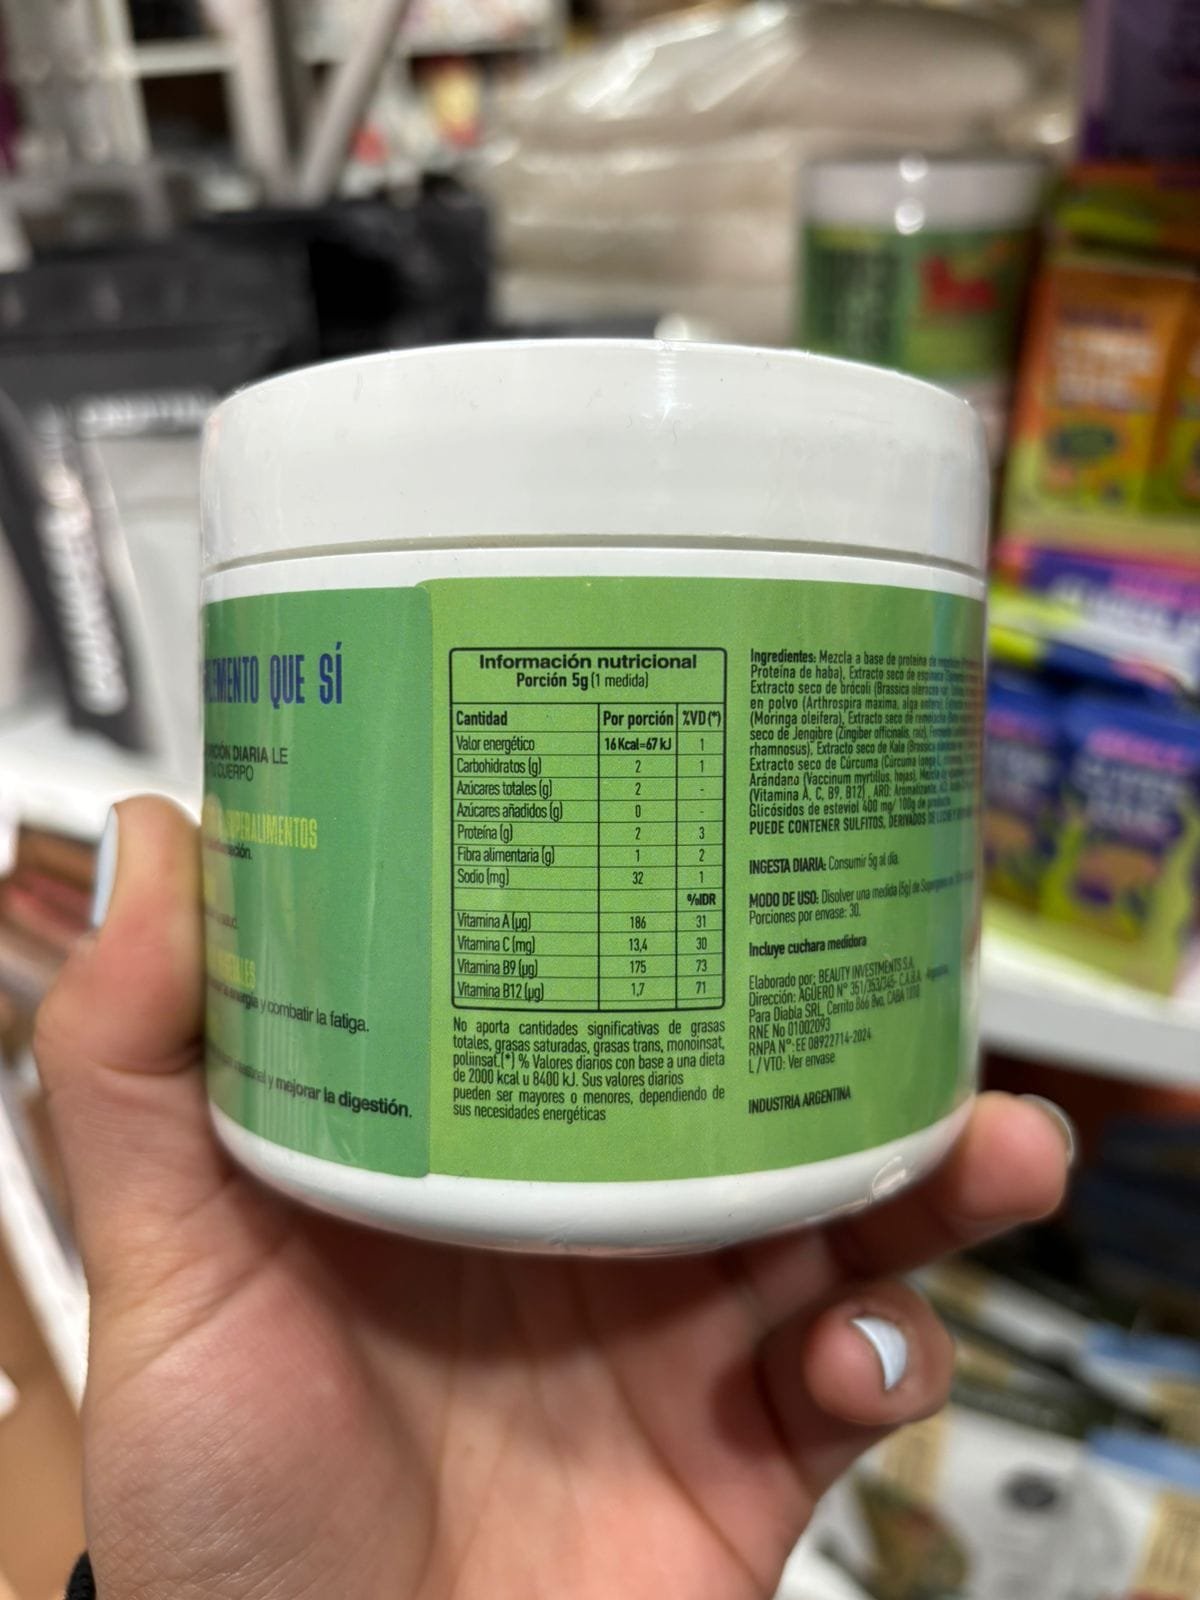 QUE SÍ
DIARIA LE
CUERPO
SUPERALIMENTOS
energía y combatir la fatiga.
y mejorar la digestión.
Información nutricional
Porción 5g (1 medida)
Cantidad Por porción %VD(*)
Valor energético 16 Kcal=67 kJ 1
Carbohidratos (g) 2 1
Azúcares totales (g) 2 -
Azúcares añadidos (g) 0 -
Proteína (g) 2 3
Fibra alimentaria (g) 1 2
Sodio (mg) 32 1
%IDR
Vitamina A (µg) 186 31
Vitamina C (mg) 13,4 30
Vitamina B9 (µg) 175 73
Vitamina B12 (µg) 1,7 71
No aporta cantidades significativas de grasas
totales, grasas saturadas, grasas trans, monoinsat,
poliinsat.(*) % Valores diarios con base a una dieta
de 2000 kcal u 8400 kJ. Sus valores diarios
pueden ser mayores o menores, dependiendo de
sus necesidades energéticas
Ingredientes: Mezcla a base de proteína de
Proteína de haba), Extracto seco de espinaca
Extracto seco de brócoli (Brassica oleracea
en polvo (Arthrospira maxima, alga entera),
(Moringa oleifera), Extracto seco de remolacha
seco de Jengibre (Zingiber officinalis, raíz),
rhamnosus), Extracto seco de Kale (Brassica
Extracto seco de Cúrcuma (Curcuma longa L.
Arándano (Vaccinum myrtillus, hojas), Mezcla de
(Vitamina A, C, B9, B12), ARO: Aromatizante,
Glicósidos de esteviol 400 mg/ 100g de producto
PUEDE CONTENER SULFITOS, DERIVADOS DE LECHE Y
INGESTA DIARIA: Consumir 5g al día.
MODO DE USO: Disolver una medida (5g) de
Porciones por envase: 30.
Incluye cuchara medidora
Elaborado por: BEAUTY INVESTMENTS S.A.
Dirección: AGÜERO N° 351/353/345- C.A.B.A Argentina
Para Diabla SRL, Cerrito 866 8vo, CABA 1010
RNE No 01002093
RNPA N°:EE 08922714-2024
L/VTO: Ver envase
INDUSTRIA ARGENTINA